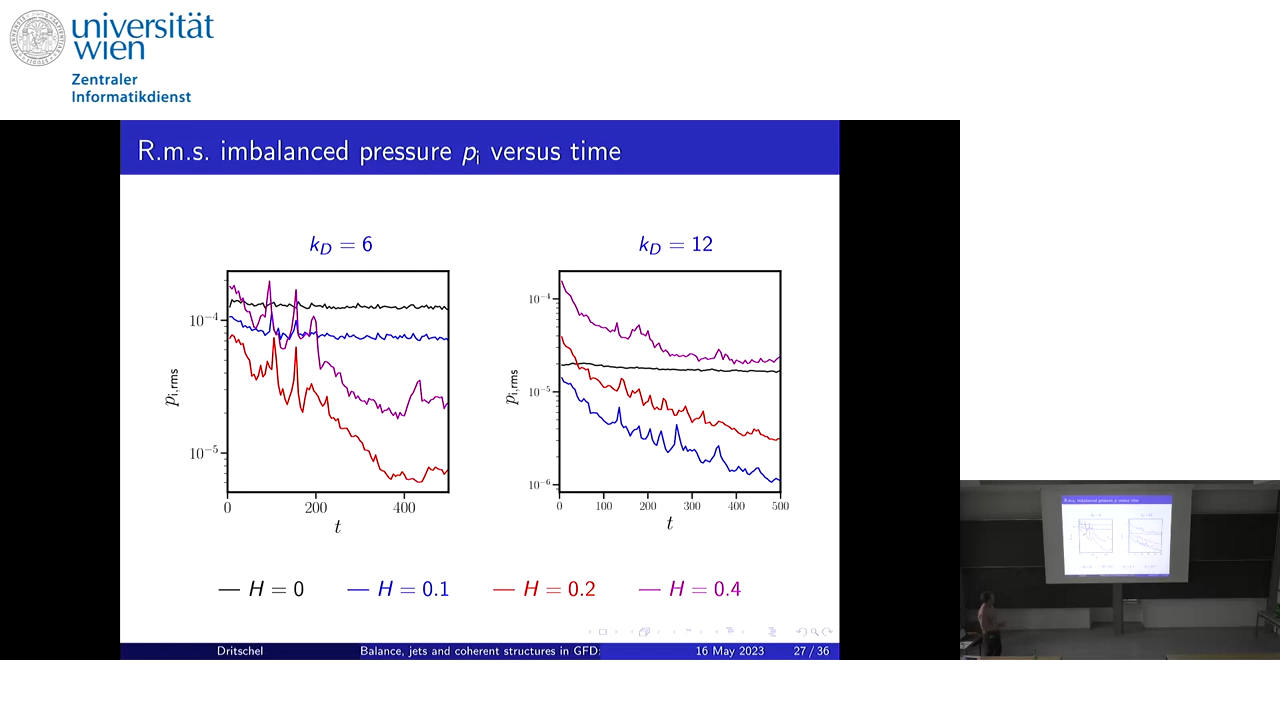 universität
wien
Zentraler
Informatikdienst
R.m.s. imbalanced pressure pᵢ versus time
k_D = 6
k_D = 12
10⁻⁴
10⁻⁵
p_i,rms
0 200 400
t
10⁻⁴
10⁻⁵
10⁻⁶
p_i,rms
0 100 200 300 400 500
t
— H = 0 — H = 0.1 — H = 0.2 — H = 0.4
Dritschel Balance, jets and coherent structures in GFD: 16 May 2023 27 / 36